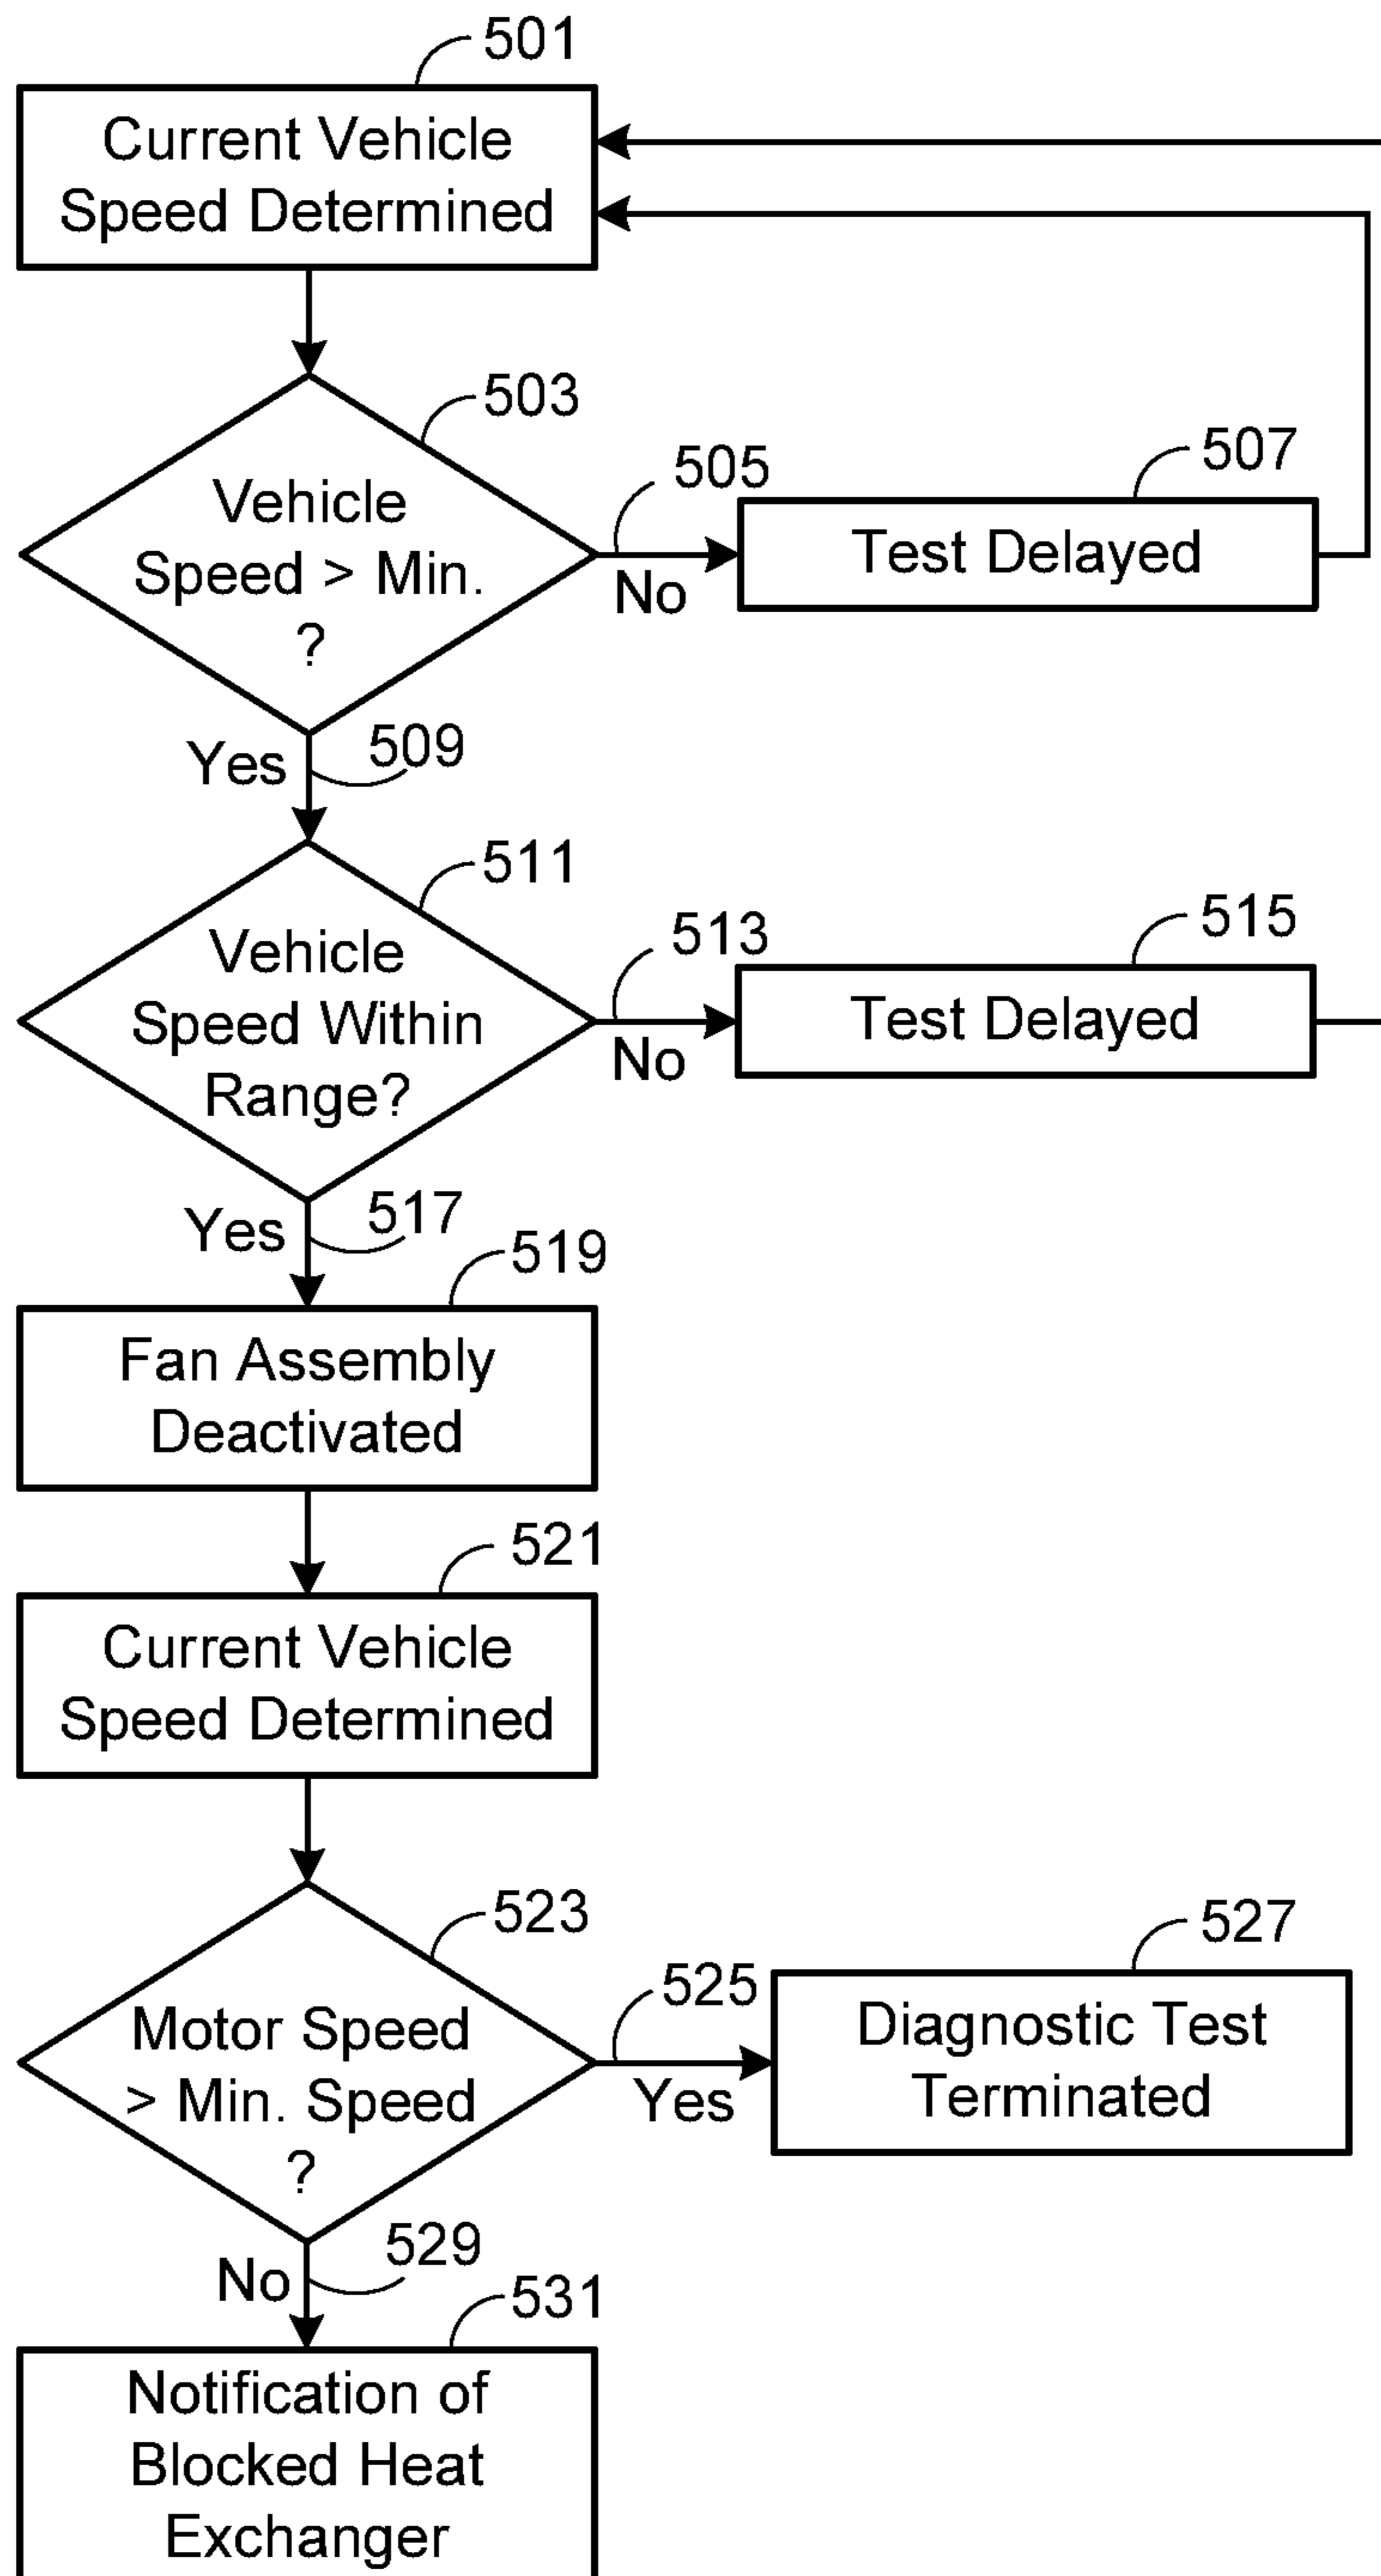 501
Current Vehicle
Speed Determined
503
Vehicle
Speed > Min.
?
505
No
507
Test Delayed
Yes
509
511
Vehicle
Speed Within
Range?
513
No
515
Test Delayed
Yes
517
519
Fan Assembly
Deactivated
521
Current Vehicle
Speed Determined
523
Motor Speed
> Min. Speed
?
525
Yes
527
Diagnostic Test
Terminated
No
529
531
Notification of
Blocked Heat
Exchanger